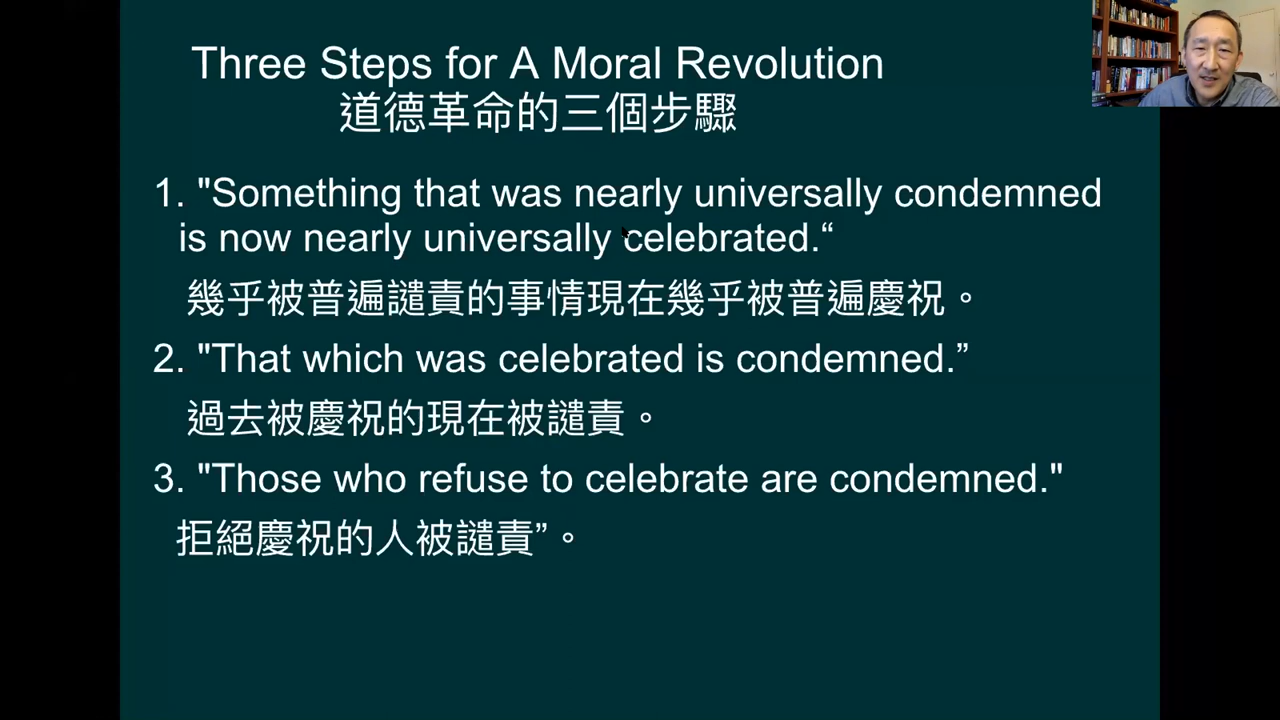 Three Steps for A Moral Revolution
道德革命的三個步驟
1. "Something that was nearly universally condemned
is now nearly universally celebrated.“
幾乎被普遍譴責的事情現在幾乎被普遍慶祝。
2. "That which was celebrated is condemned.”
過去被慶祝的現在被譴責。
3. "Those who refuse to celebrate are condemned."
拒絕慶祝的人被譴責”。